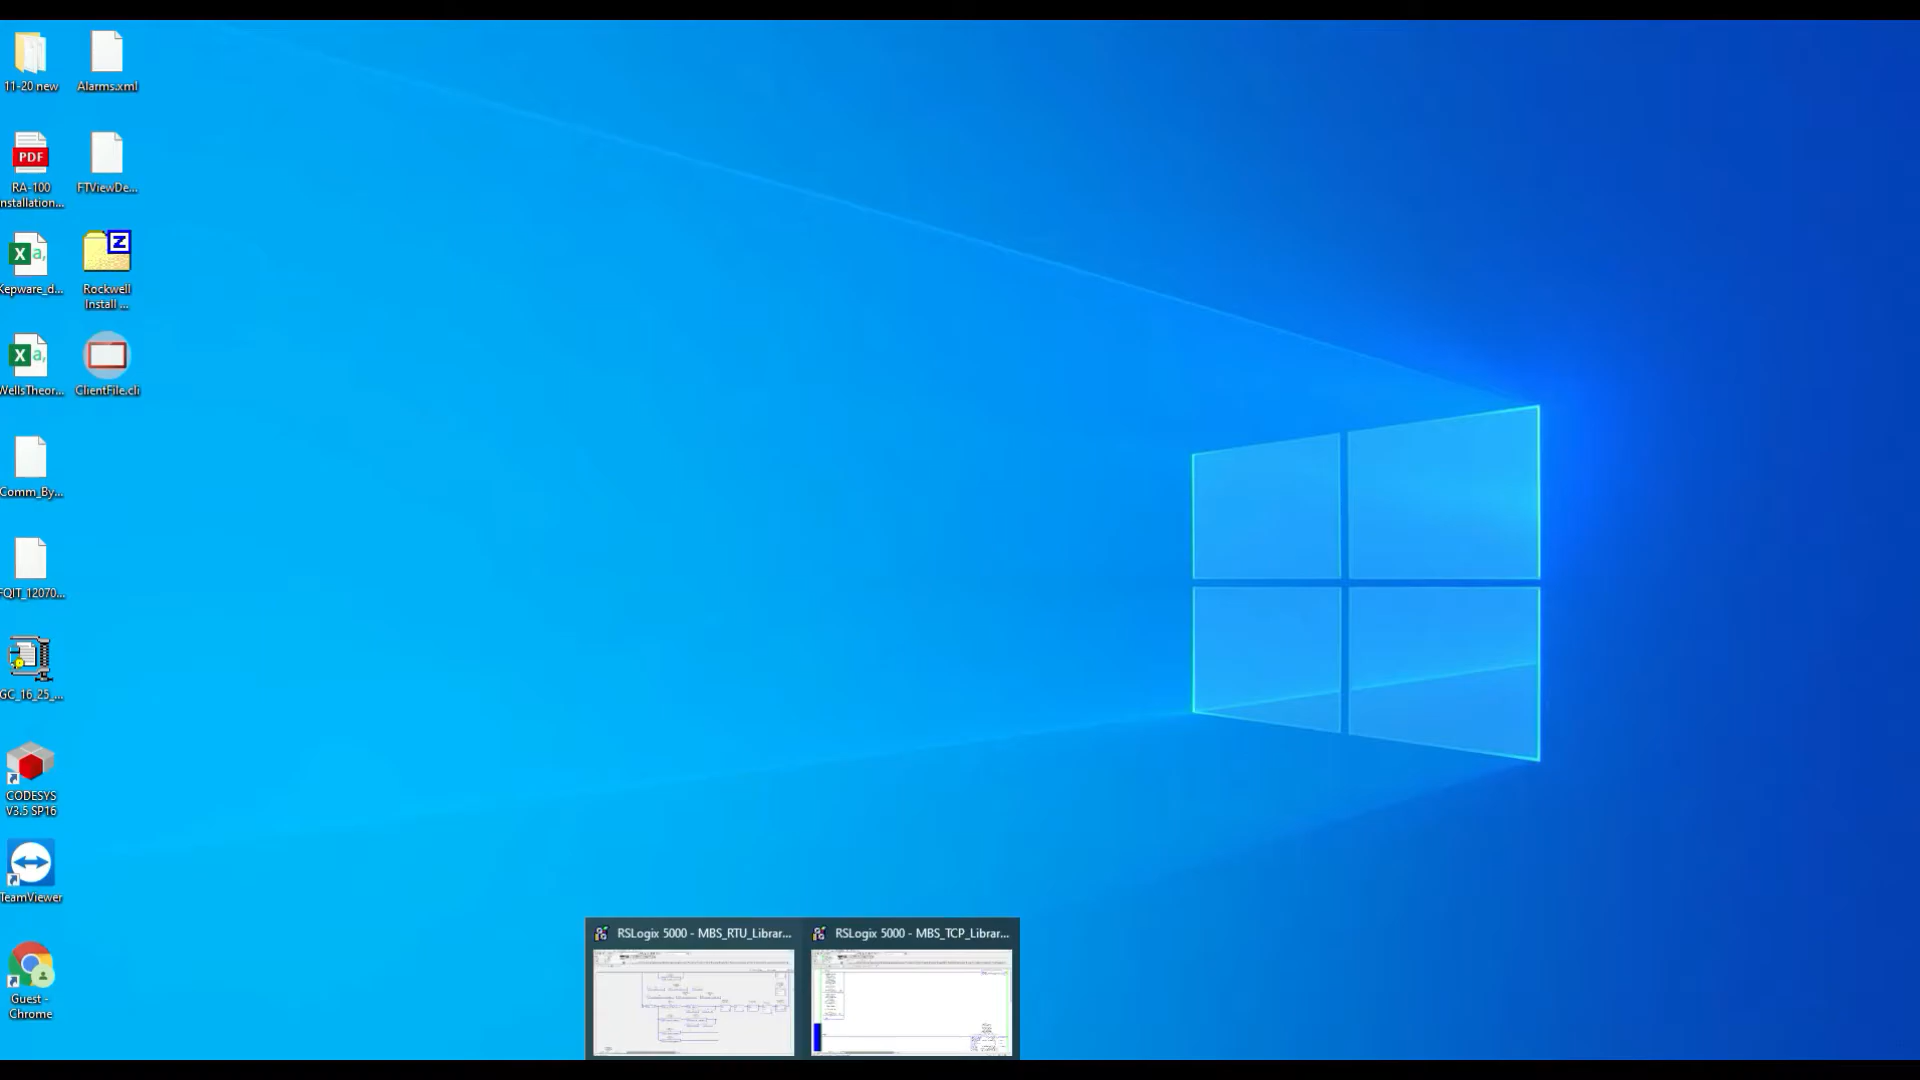 11-20 new
Alarms.xml
PDF
RA-100
nstallation...
FTViewDe...
X a,
Kepware_d...
Z
Rockwell
Install ...
X a,
WellsTheor...
ClientFile.cli
Comm_By...
FQIT_12070...
GC_16_25_...
CODESYS
V3.5 SP16
TeamViewer
Guest -
Chrome
RSLogix 5000 - MBS_RTU_Librar...
RSLogix 5000 - MBS_TCP_Librar...